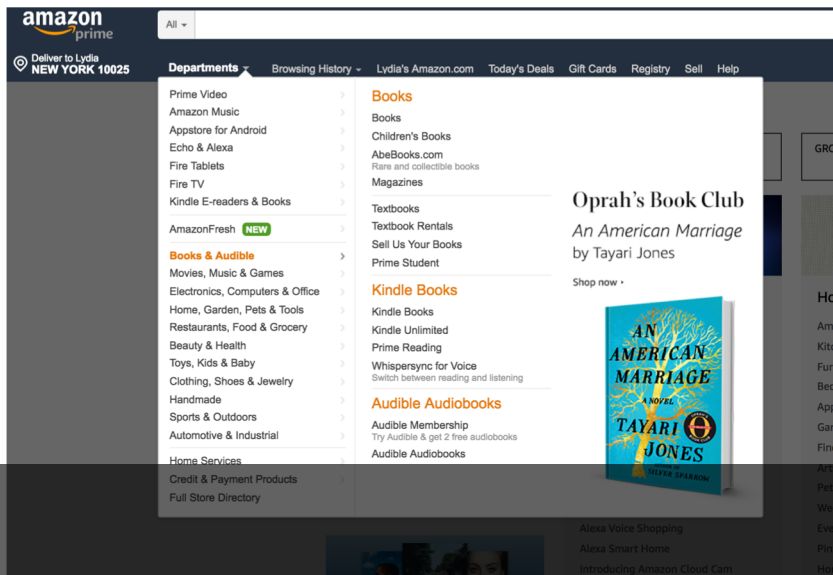 amazon
prime
All
Deliver to Lydia
NEW YORK 10025
Departments
Browsing History
Lydia's Amazon.com
Today's Deals
Gift Cards
Registry
Sell
Help
Prime Video
Amazon Music
Appstore for Android
Echo & Alexa
Fire Tablets
Fire TV
Kindle E-readers & Books
AmazonFresh NEW
Books & Audible
Movies, Music & Games
Electronics, Computers & Office
Home, Garden, Pets & Tools
Restaurants, Food & Grocery
Beauty & Health
Toys, Kids & Baby
Clothing, Shoes & Jewelry
Handmade
Sports & Outdoors
Automotive & Industrial
Home Services
Credit & Payment Products
Full Store Directory
Books
Books
Children's Books
AbeBooks.com
Rare and collectible books
Magazines
Textbooks
Textbook Rentals
Sell Us Your Books
Prime Student
Kindle Books
Kindle Books
Kindle Unlimited
Prime Reading
Whispersync for Voice
Switch between reading and listening
Audible Audiobooks
Audible Membership
Try Audible & get 2 free audiobooks
Audible Audiobooks
Oprah's Book Club
An American Marriage
by Tayari Jones
Shop now
AN
AMERICAN
MARRIAGE
A NOVEL
TAYARI
JONES
AUTHOR OF
SILVER SPARROW
Alexa Voice Shopping
Alexa Smart Home
Introducing Amazon Cloud Cam